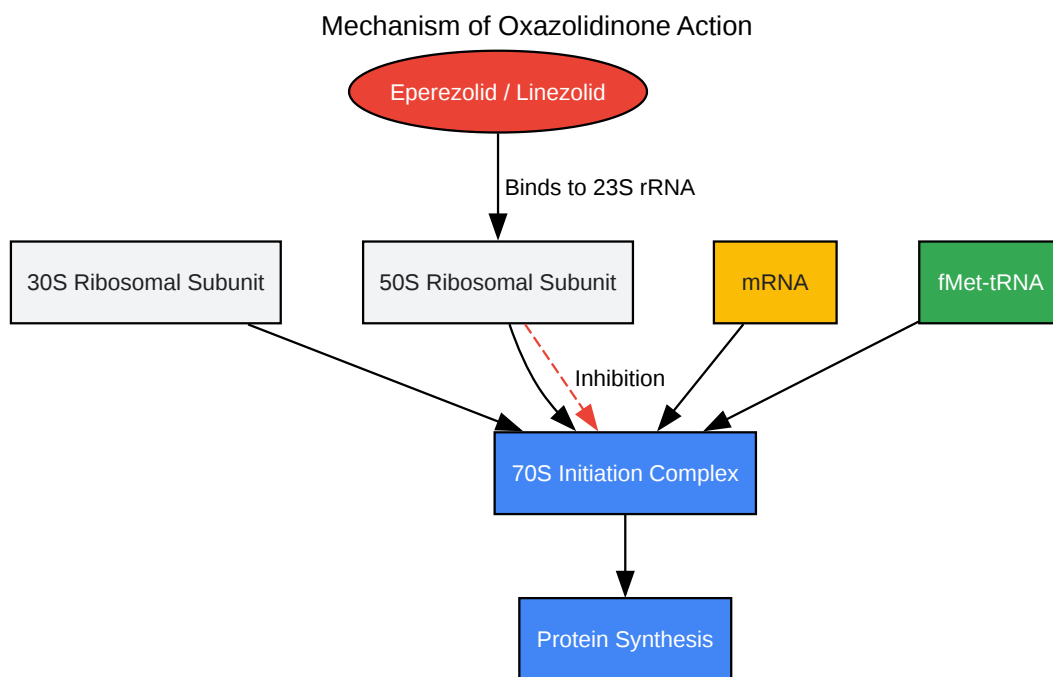 Mechanism of Oxazolidinone Action
Eperezolid / Linezolid
Binds to 23S rRNA
30S Ribosomal Subunit
50S Ribosomal Subunit
mRNA
fMet-tRNA
Inhibition
70S Initiation Complex
Protein Synthesis